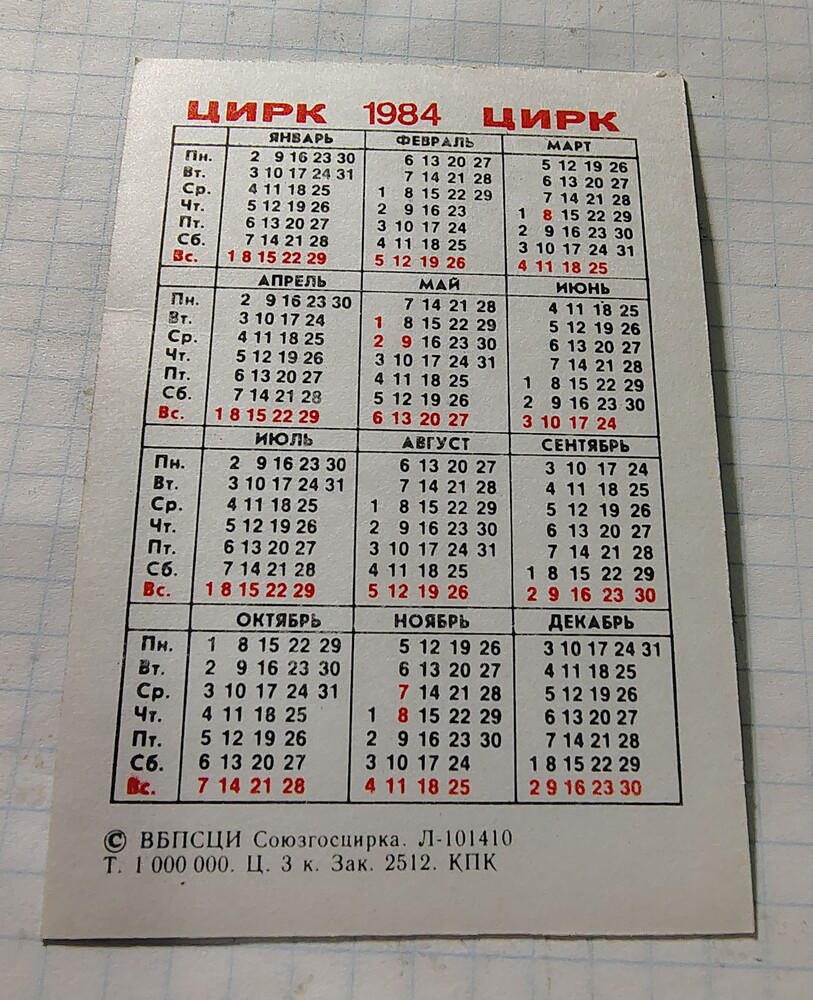 ЦИРК 1984 ЦИРК
ЯНВАРЬ ФЕВРАЛЬ МАРТ
Пн. 2 9 16 23 30 6 13 20 27 5 12 19 26
Вт. 3 10 17 24 31 7 14 21 28 6 13 20 27
Ср. 4 11 18 25 1 8 15 22 29 7 14 21 28
Чт. 5 12 19 26 2 9 16 23 1 8 15 22 29
Пт. 6 13 20 27 3 10 17 24 2 9 16 23 30
Сб. 7 14 21 28 4 11 18 25 3 10 17 24 31
Вс. 1 8 15 22 29 5 12 19 26 4 11 18 25
АПРЕЛЬ МАЙ ИЮНЬ
Пн. 2 9 16 23 30 7 14 21 28 4 11 18 25
Вт. 3 10 17 24 1 8 15 22 29 5 12 19 26
Ср. 4 11 18 25 2 9 16 23 30 6 13 20 27
Чт. 5 12 19 26 3 10 17 24 31 7 14 21 28
Пт. 6 13 20 27 4 11 18 25 1 8 15 22 29
Сб. 7 14 21 28 5 12 19 26 2 9 16 23 30
Вс. 1 8 15 22 29 6 13 20 27 3 10 17 24
ИЮЛЬ АВГУСТ СЕНТЯБРЬ
Пн. 2 9 16 23 30 6 13 20 27 3 10 17 24
Вт. 3 10 17 24 31 7 14 21 28 4 11 18 25
Ср. 4 11 18 25 1 8 15 22 29 5 12 19 26
Чт. 5 12 19 26 2 9 16 23 30 6 13 20 27
Пт. 6 13 20 27 3 10 17 24 31 7 14 21 28
Сб. 7 14 21 28 4 11 18 25 1 8 15 22 29
Вс. 1 8 15 22 29 5 12 19 26 2 9 16 23 30
ОКТЯБРЬ НОЯБРЬ ДЕКАБРЬ
Пн. 1 8 15 22 29 5 12 19 26 3 10 17 24 31
Вт. 2 9 16 23 30 6 13 20 27 4 11 18 25
Ср. 3 10 17 24 31 7 14 21 28 5 12 19 26
Чт. 4 11 18 25 1 8 15 22 29 6 13 20 27
Пт. 5 12 19 26 2 9 16 23 30 7 14 21 28
Сб. 6 13 20 27 3 10 17 24 1 8 15 22 29
Вс. 7 14 21 28 4 11 18 25 2 9 16 23 30
© ВБПСЦИ Союзгосцирка. Л-101410
Т. 1 000 000. Ц. 3 к. Зак. 2512. КПК